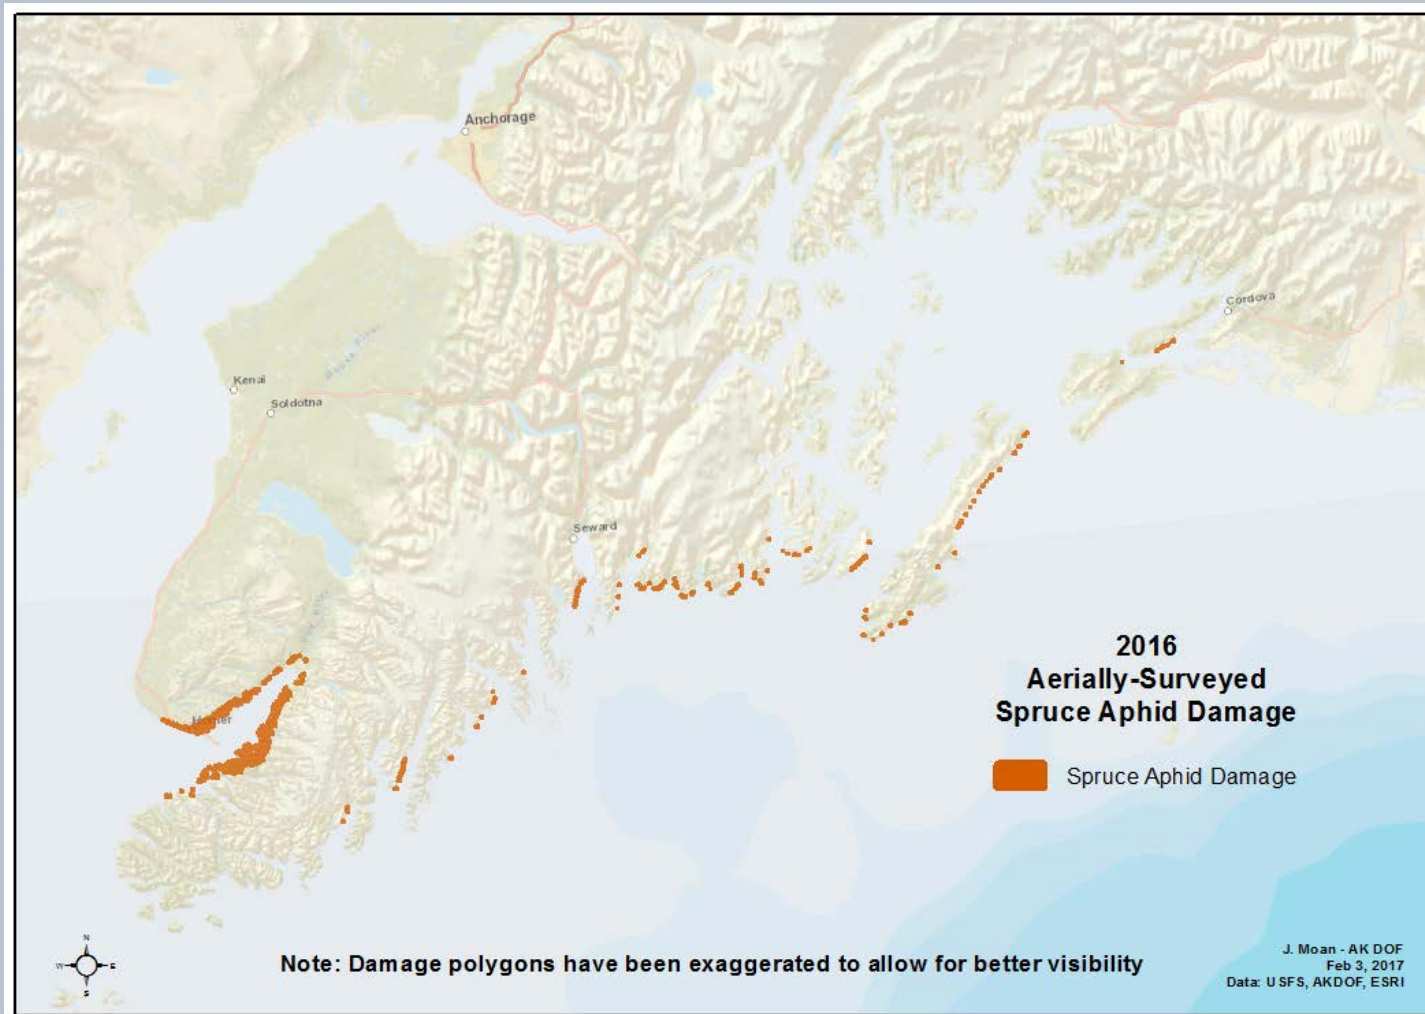 Anchorage
Cordova
Kenai
Soldotna
Seward
Homer
2016
Aerially-Surveyed
Spruce Aphid Damage
Spruce Aphid Damage
N
W E
S
Note: Damage polygons have been exaggerated to allow for better visibility
J. Moan - AK DOF
Feb 3, 2017
Data: USFS, AKDOF, ESRI